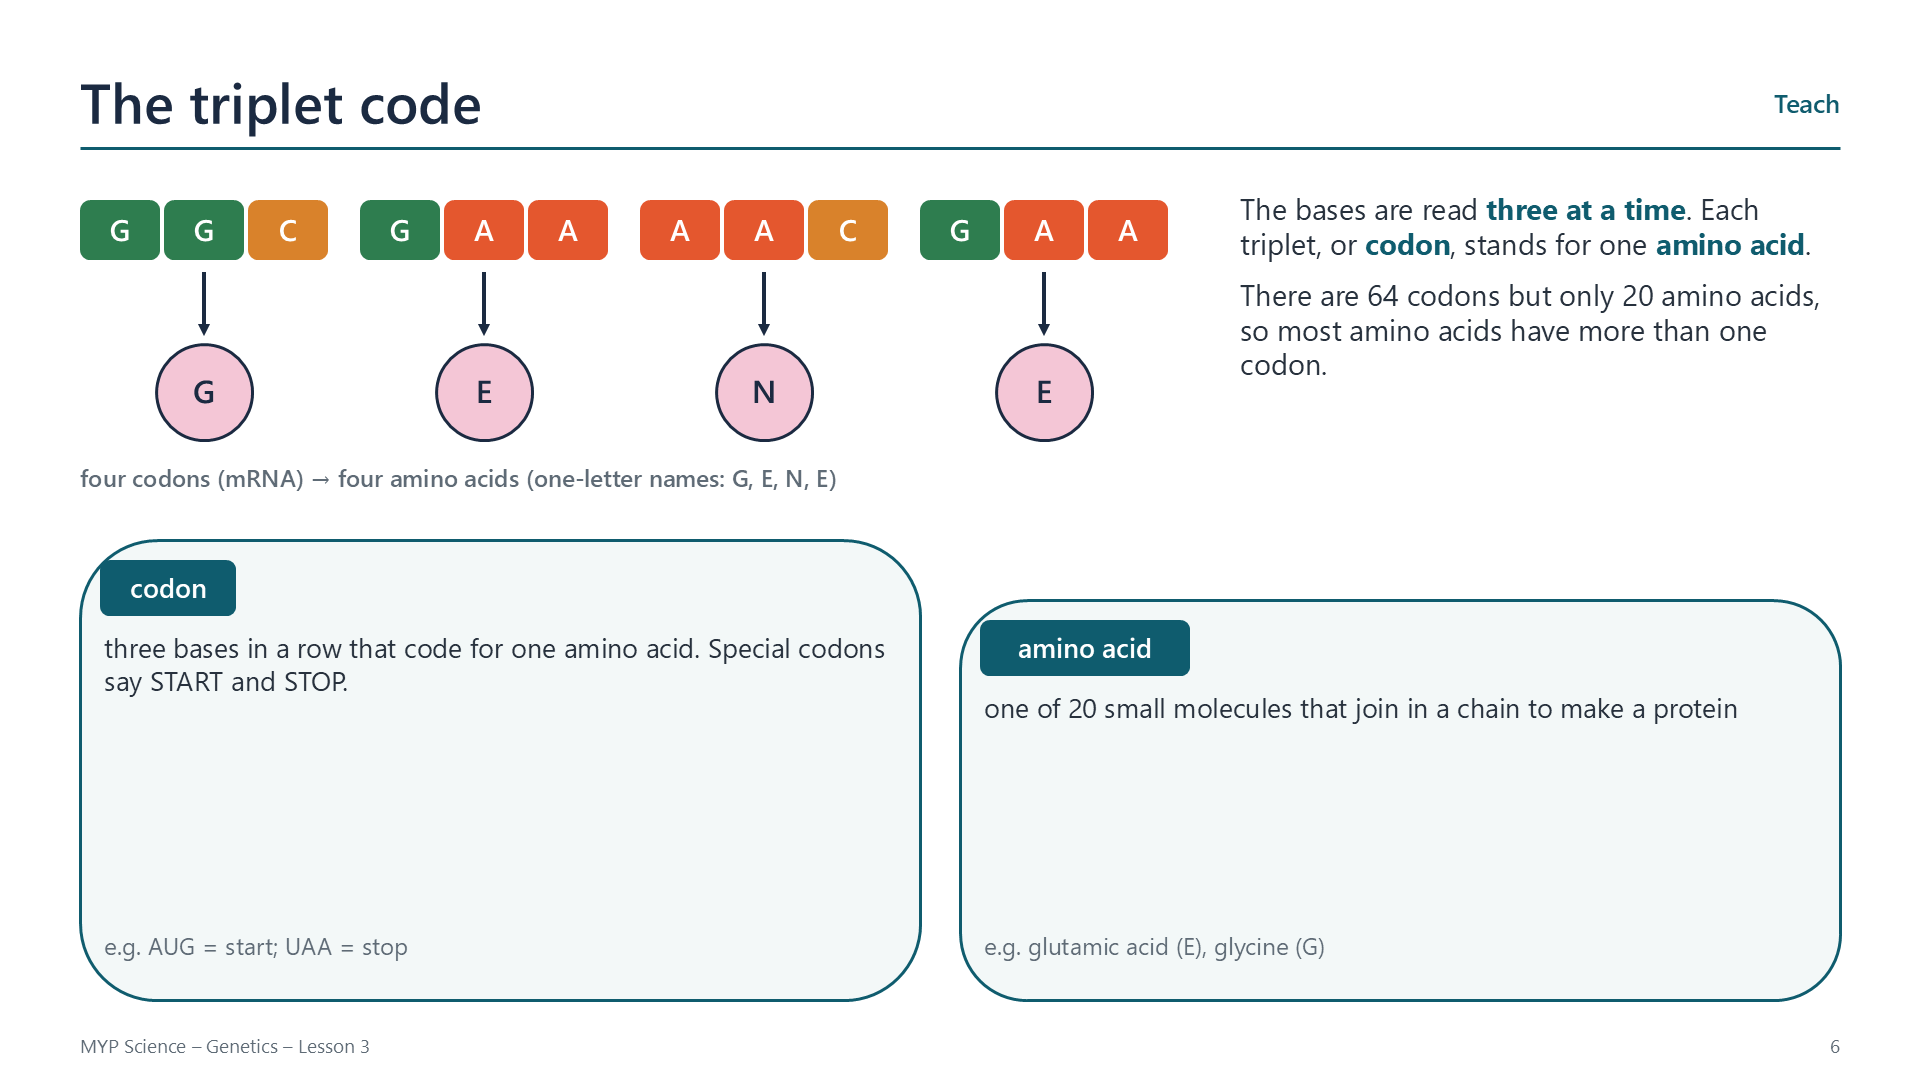 The triplet code
Teach
G G C G A A A A C G A A
G E N E
four codons (mRNA) → four amino acids (one-letter names: G, E, N, E)
The bases are read three at a time. Each
triplet, or codon, stands for one amino acid.
There are 64 codons but only 20 amino acids,
so most amino acids have more than one
codon.
codon
three bases in a row that code for one amino acid. Special codons
say START and STOP.
e.g. AUG = start; UAA = stop
amino acid
one of 20 small molecules that join in a chain to make a protein
e.g. glutamic acid (E), glycine (G)
MYP Science – Genetics – Lesson 3
6